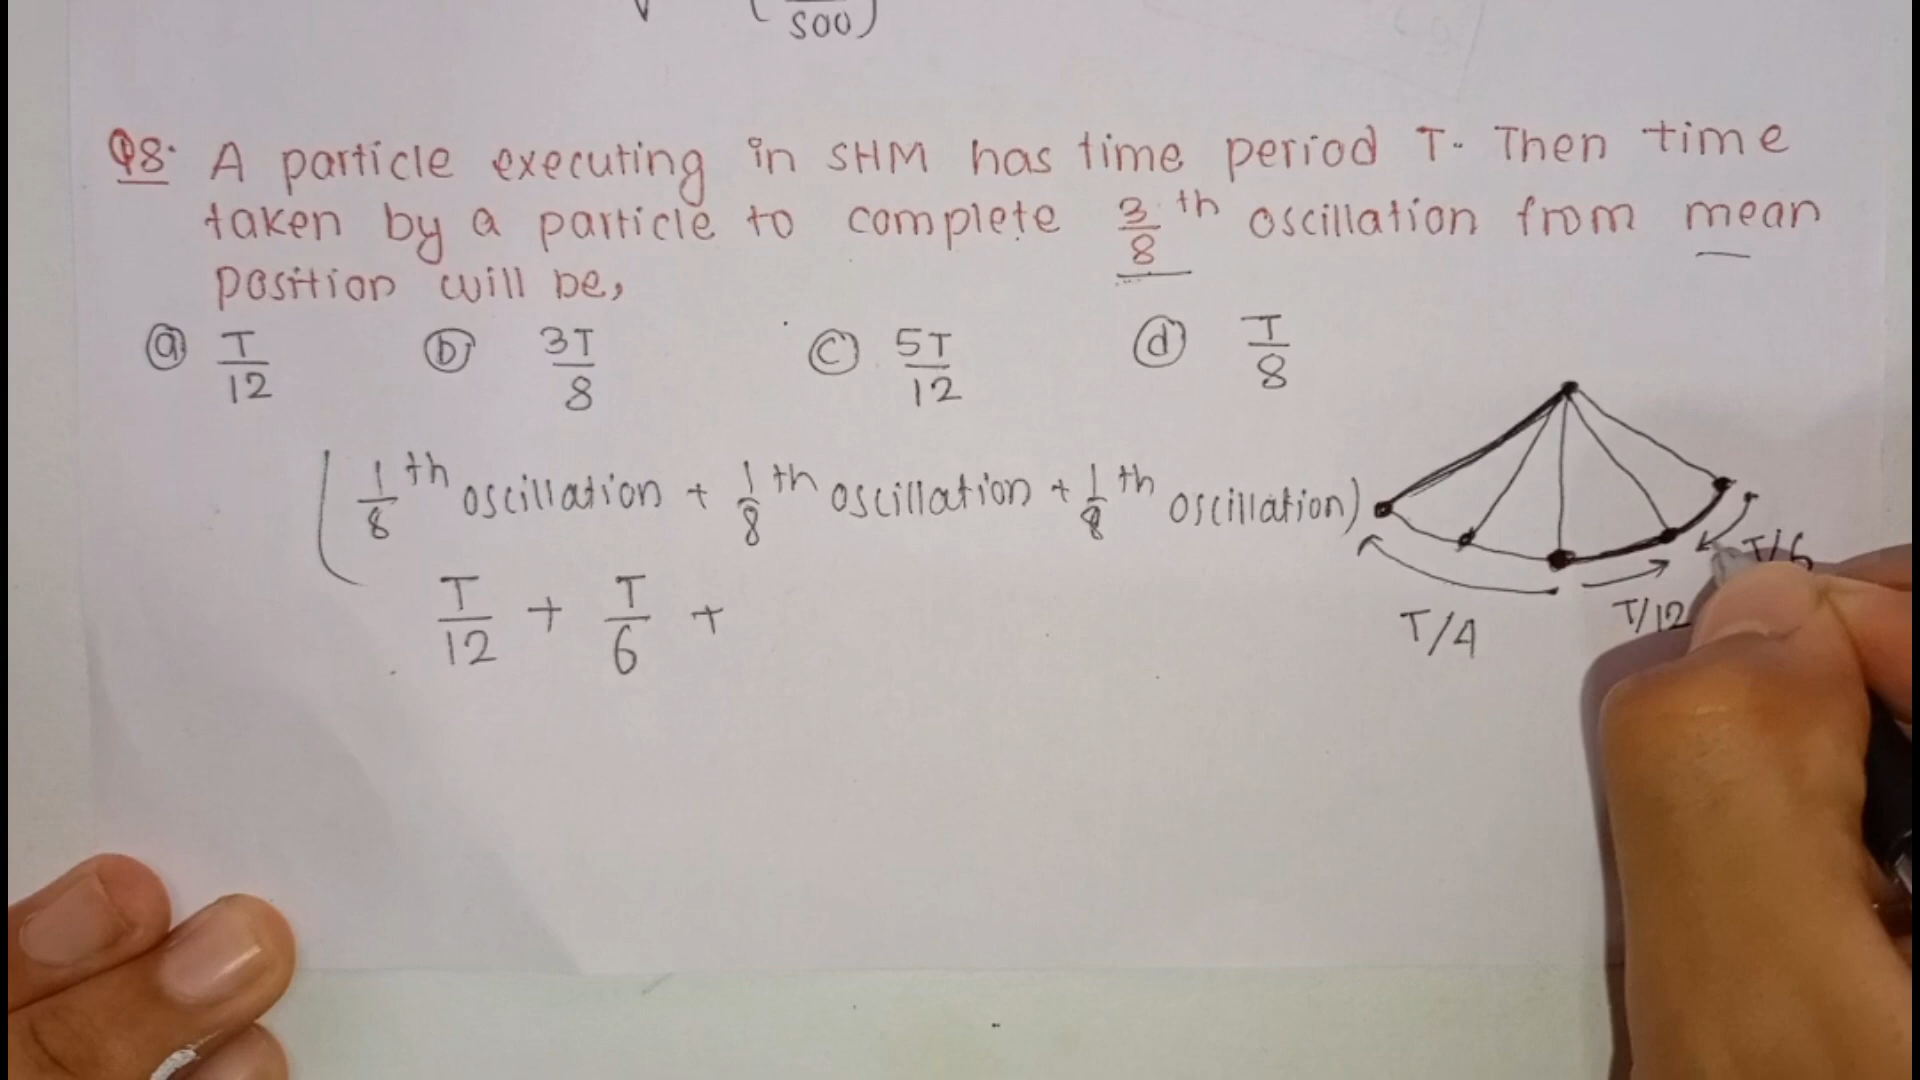 500)
Q8. A particle executing in SHM has time period T. Then time
taken by a particle to complete 3/8 th oscillation from mean
position will be,
(a) T/12 (b) 3T/8 (c) 5T/12 (d) T/8
(1/8 th oscillation + 1/8 th oscillation + 1/8 th oscillation)
T/12 + T/6 +
T/6
T/12
T/4